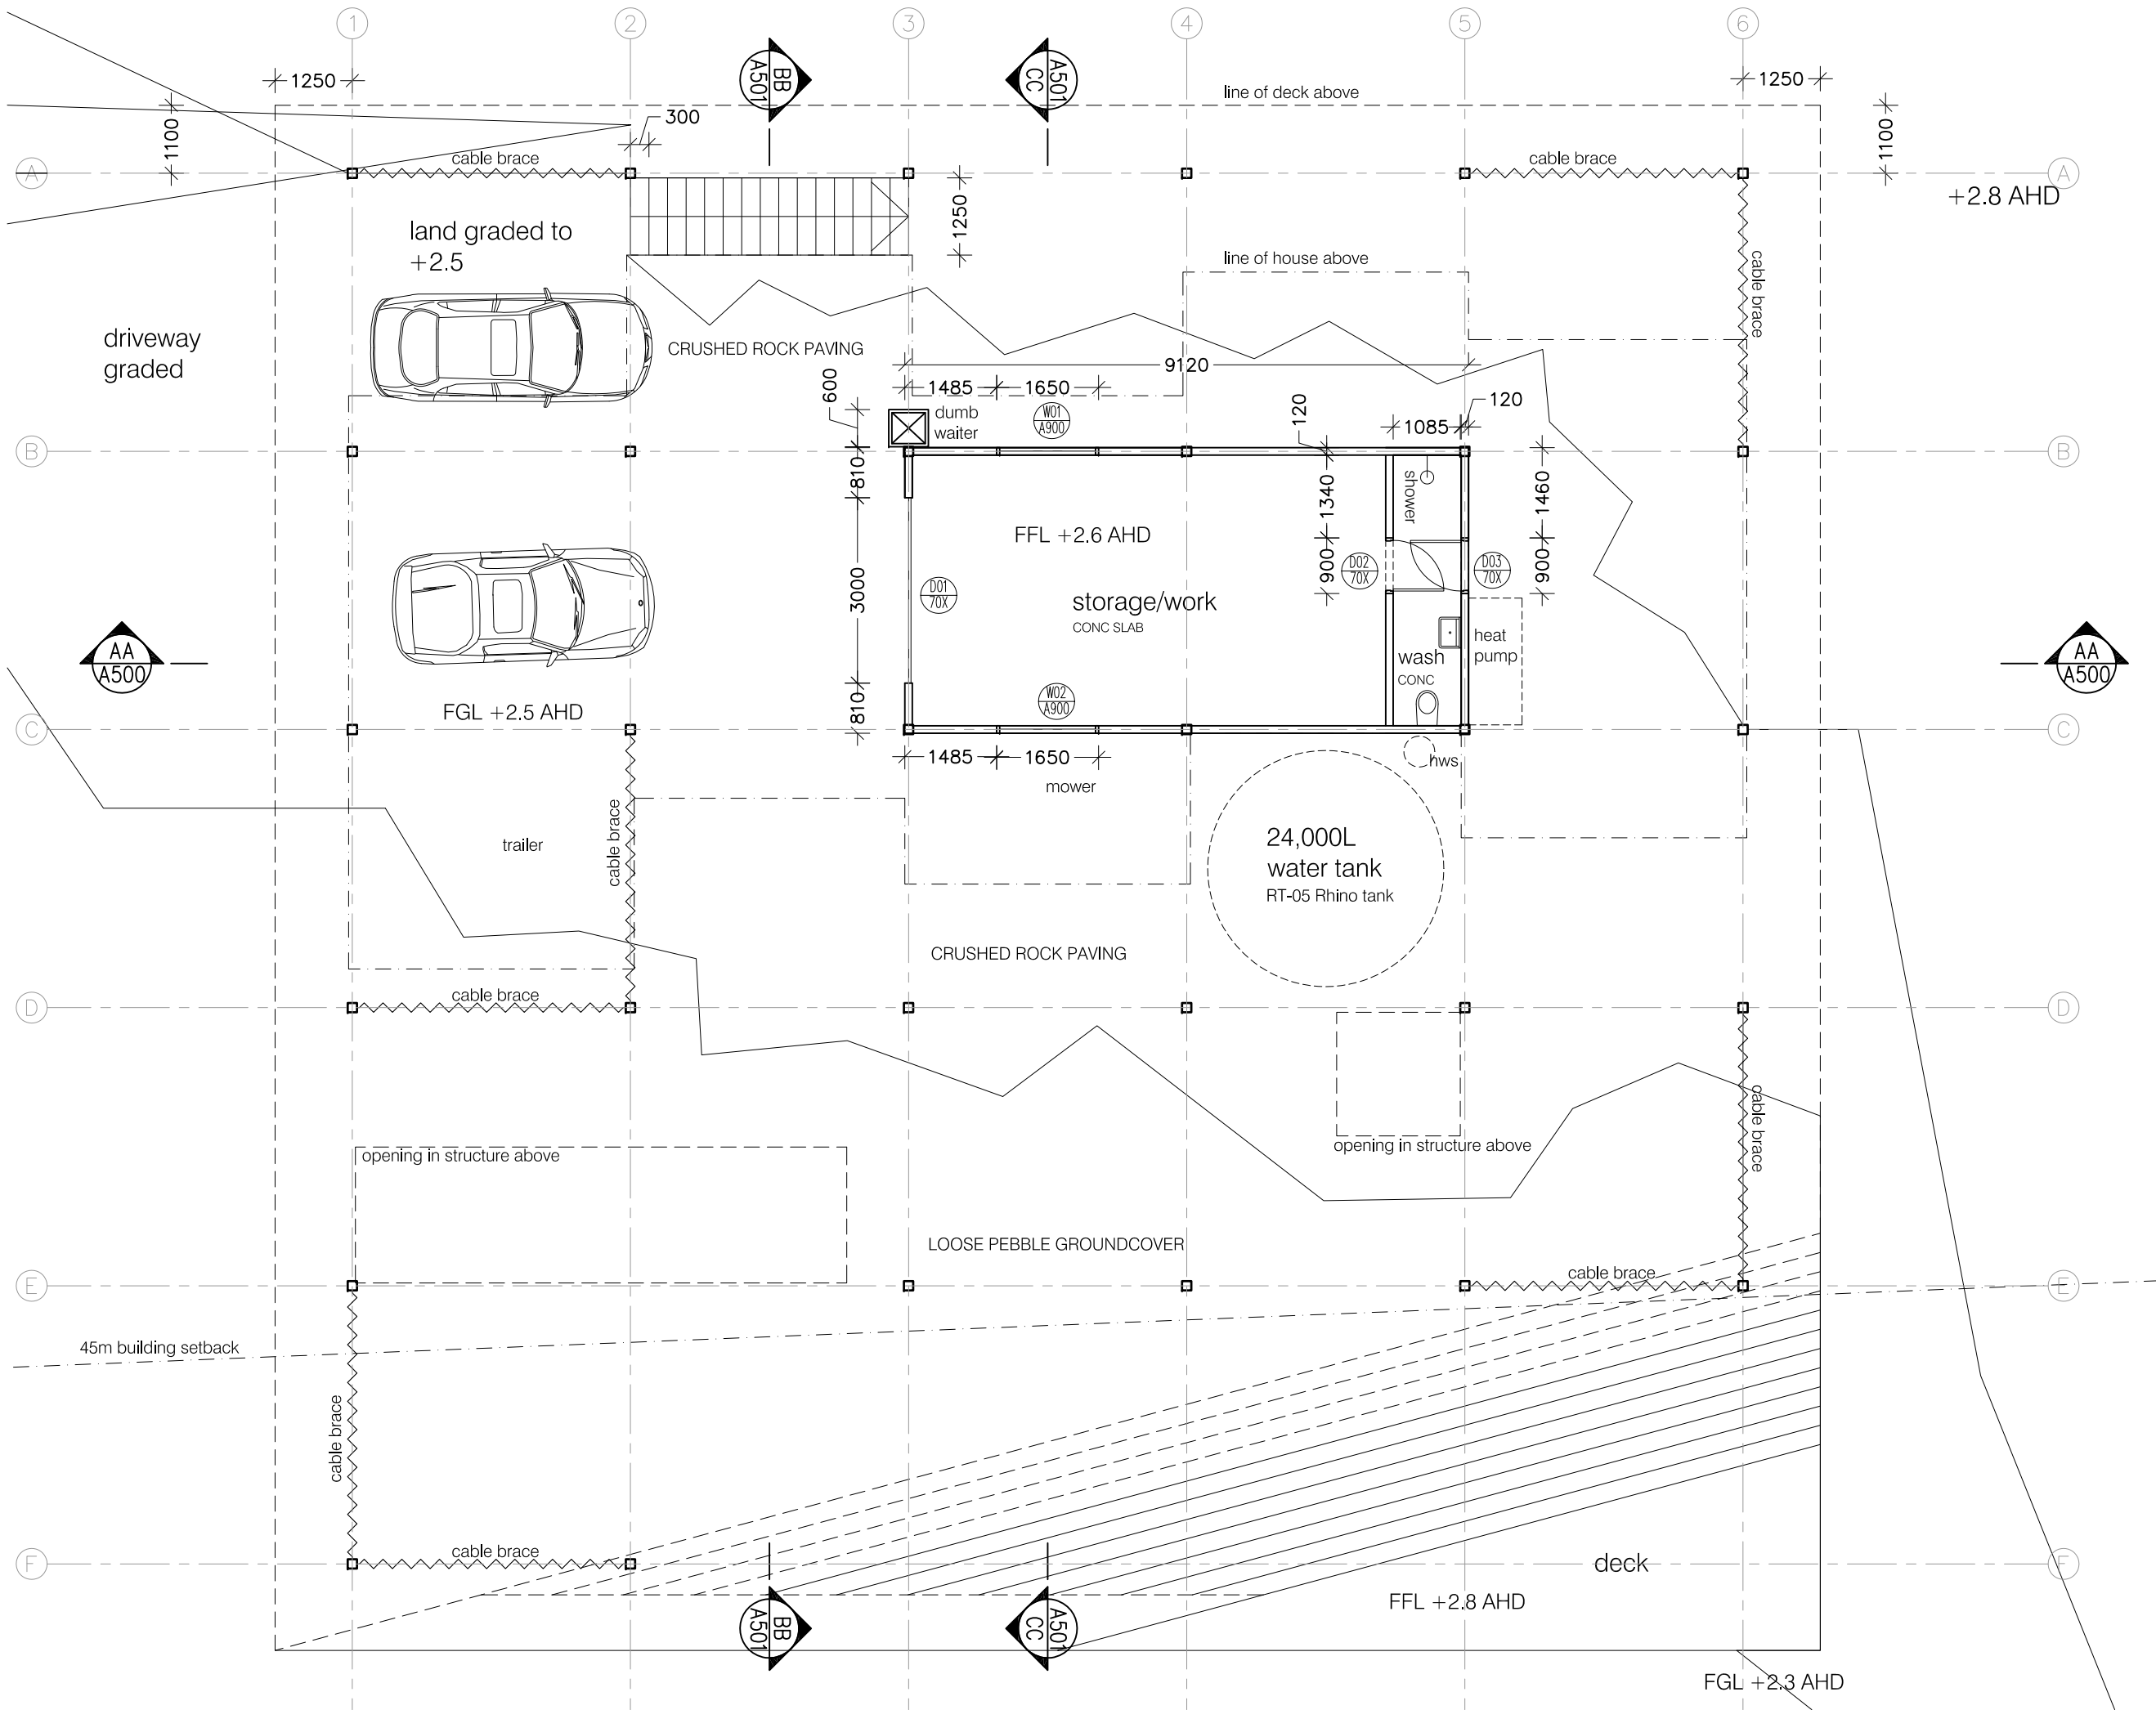 1
2
3
4
5
6
1250
BB
A501
A501
CC
1250
line of deck above
1100
300
1100
A
cable brace
cable brace
A
+2.8 AHD
land graded to
+2.5
1250
line of house above
cable brace
driveway
graded
CRUSHED ROCK PAVING
9120
600
1485
1650
dumb
waiter
W01
A900
120
1085
120
B
B
810
shower
1340
1460
FFL +2.6 AHD
3000
D01
70X
900
D02
70X
D03
70X
900
storage/work
CONC SLAB
heat
pump
wash
CONC
AA
A500
AA
A500
W02
A900
810
FGL +2.5 AHD
C
C
1485
1650
hws
mower
trailer
cable brace
24,000L
water tank
RT-05 Rhino tank
CRUSHED ROCK PAVING
cable brace
D
D
cable brace
opening in structure above
opening in structure above
LOOSE PEBBLE GROUNDCOVER
cable brace
E
E
45m building setback
cable brace
cable brace
F
deck
F
FFL +2.8 AHD
BB
A501
A501
CC
FGL +2.3 AHD